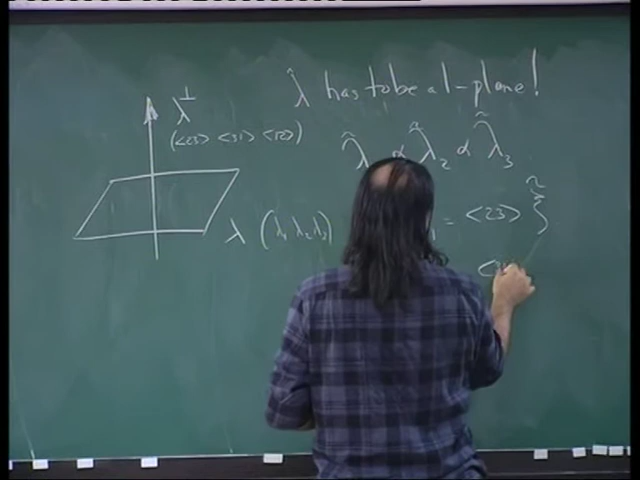 λ̃ has to be a 1-plane!
λ^⊥
(<23> <31> <12>)
λ̃ ∝ λ̃₂ ∝ λ̃₃
λ (λ₁ λ₂ λ₃)
₁ = <23> ζ̃